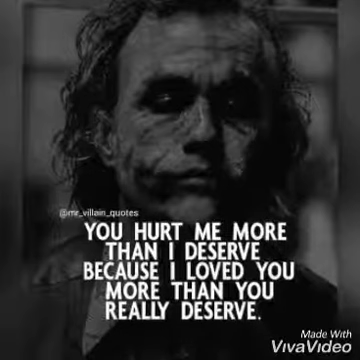 @mr_villain_quotes
YOU HURT ME MORE
THAN I DESERVE
BECAUSE I LOVED YOU
MORE THAN YOU
REALLY DESERVE.
Made With
VivaVideo